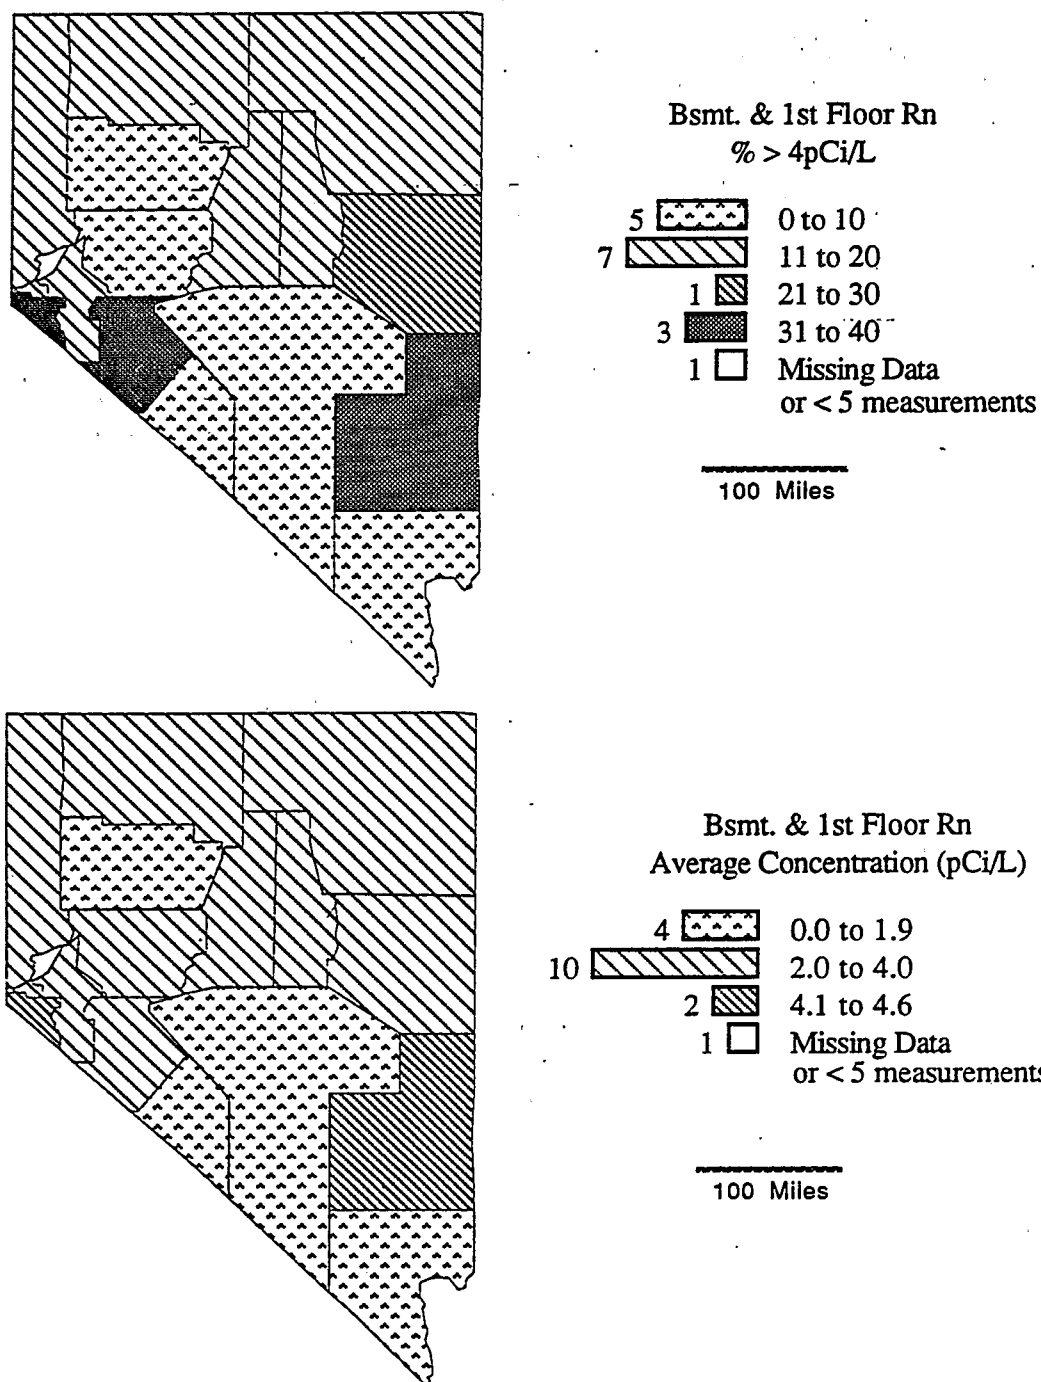 Bsmt. & 1st Floor Rn
% > 4pCi/L
5 0 to 10
7 11 to 20
1 21 to 30
3 31 to 40
1 Missing Data
or < 5 measurements
100 Miles
Bsmt. & 1st Floor Rn
Average Concentration (pCi/L)
4 0.0 to 1.9
10 2.0 to 4.0
2 4.1 to 4.6
1 Missing Data
or < 5 measurements
100 Miles